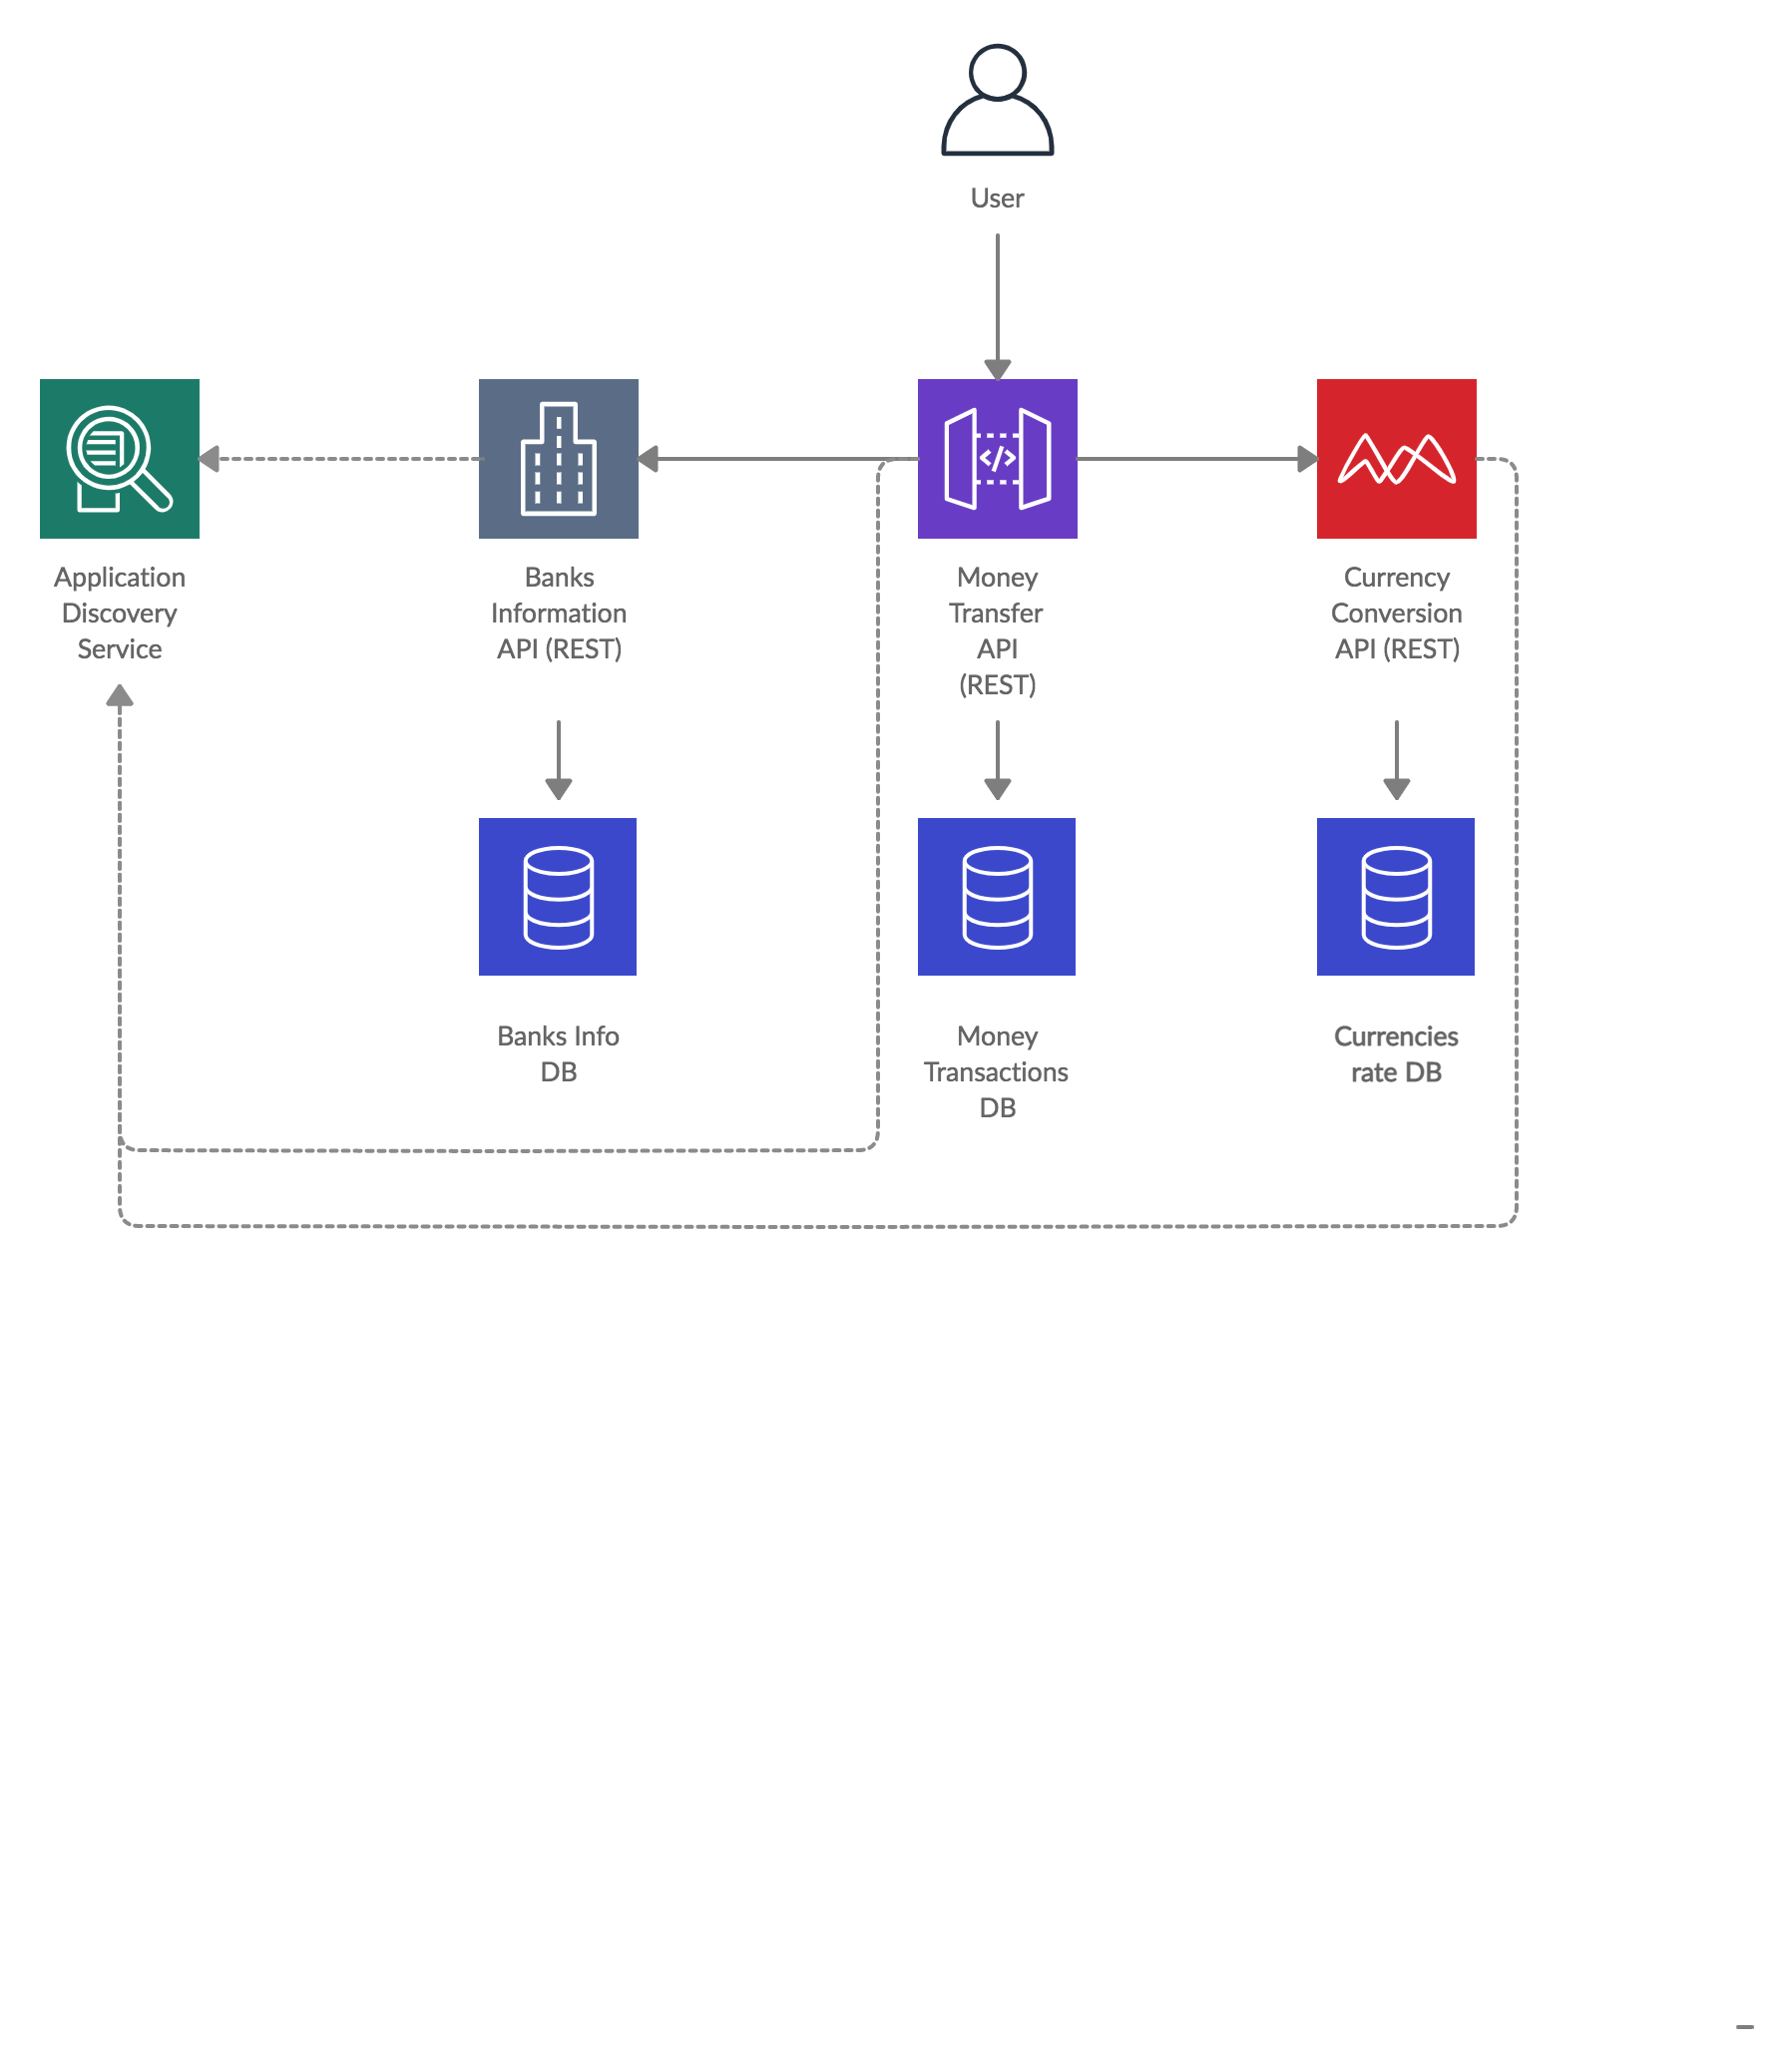 User
Application
Discovery
Service
Banks
Information
API (REST)
Money
Transfer
API
(REST)
Currency
Conversion
API (REST)
</>
Banks Info
DB
Money
Transactions
DB
Currencies
rate DB